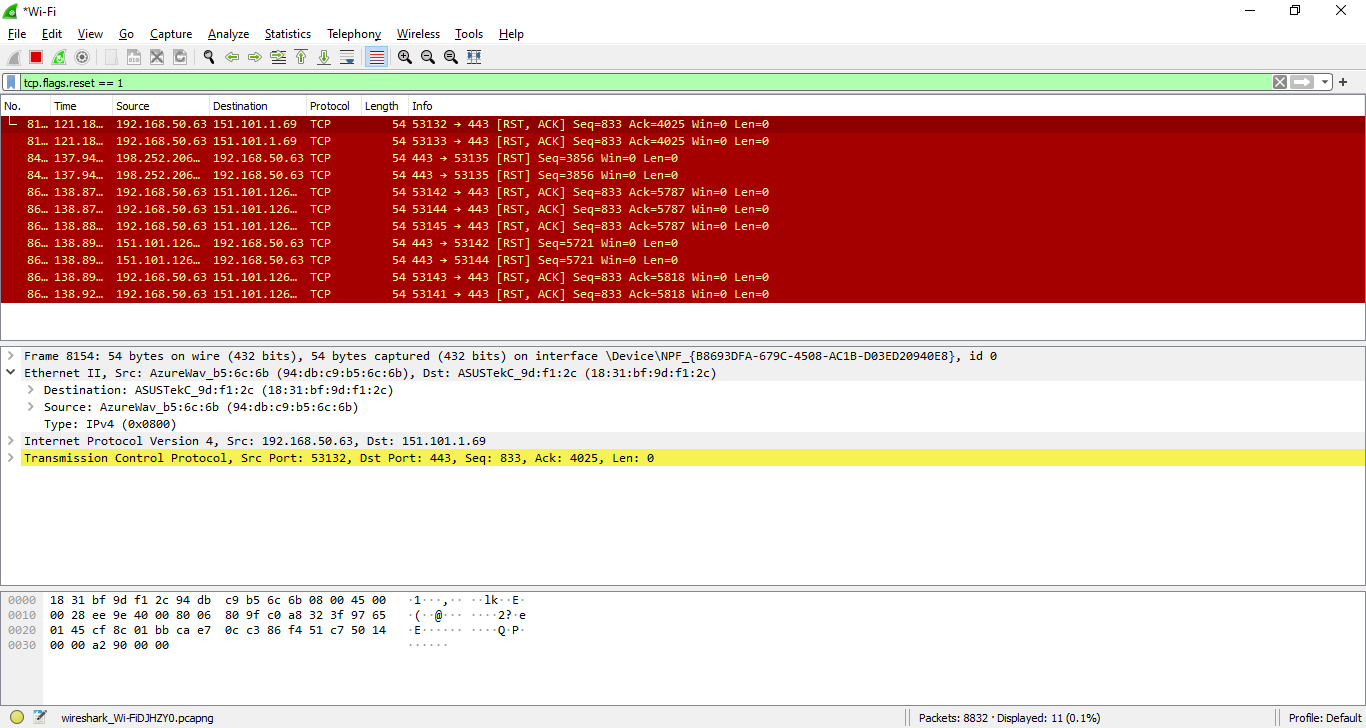 *Wi-Fi
File Edit View Go Capture Analyze Statistics Telephony Wireless Tools Help
tcp.flags.reset == 1
No. Time Source Destination Protocol Length Info
81… 121.18… 192.168.50.63 151.101.1.69 TCP 54 53132 → 443 [RST, ACK] Seq=833 Ack=4025 Win=0 Len=0
81… 121.18… 192.168.50.63 151.101.1.69 TCP 54 53133 → 443 [RST, ACK] Seq=833 Ack=4025 Win=0 Len=0
84… 137.94… 198.252.206… 192.168.50.63 TCP 54 443 → 53135 [RST] Seq=3856 Win=0 Len=0
84… 137.94… 198.252.206… 192.168.50.63 TCP 54 443 → 53135 [RST] Seq=3856 Win=0 Len=0
86… 138.87… 192.168.50.63 151.101.126… TCP 54 53142 → 443 [RST, ACK] Seq=833 Ack=5787 Win=0 Len=0
86… 138.87… 192.168.50.63 151.101.126… TCP 54 53144 → 443 [RST, ACK] Seq=833 Ack=5787 Win=0 Len=0
86… 138.88… 192.168.50.63 151.101.126… TCP 54 53145 → 443 [RST, ACK] Seq=833 Ack=5787 Win=0 Len=0
86… 138.89… 151.101.126… 192.168.50.63 TCP 54 443 → 53142 [RST] Seq=5721 Win=0 Len=0
86… 138.89… 151.101.126… 192.168.50.63 TCP 54 443 → 53144 [RST] Seq=5721 Win=0 Len=0
86… 138.89… 192.168.50.63 151.101.126… TCP 54 53143 → 443 [RST, ACK] Seq=833 Ack=5818 Win=0 Len=0
86… 138.92… 192.168.50.63 151.101.126… TCP 54 53141 → 443 [RST, ACK] Seq=833 Ack=5818 Win=0 Len=0
Frame 8154: 54 bytes on wire (432 bits), 54 bytes captured (432 bits) on interface \Device\NPF_{B8693DFA-679C-4508-AC1B-D03ED20940E8}, id 0
Ethernet II, Src: AzureWav_b5:6c:6b (94:db:c9:b5:6c:6b), Dst: ASUSTekC_9d:f1:2c (18:31:bf:9d:f1:2c)
Destination: ASUSTekC_9d:f1:2c (18:31:bf:9d:f1:2c)
Source: AzureWav_b5:6c:6b (94:db:c9:b5:6c:6b)
Type: IPv4 (0x0800)
Internet Protocol Version 4, Src: 192.168.50.63, Dst: 151.101.1.69
Transmission Control Protocol, Src Port: 53132, Dst Port: 443, Seq: 833, Ack: 4025, Len: 0
0000 18 31 bf 9d f1 2c 94 db c9 b5 6c 6b 08 00 45 00 ·1···,·· ··lk··E·
0010 00 28 ee 9e 40 00 80 06 80 9f c0 a8 32 3f 97 65 ·(··@··· ····2?·e
0020 01 45 cf 8c 01 bb ca e7 0c c3 86 f4 51 c7 50 14 ·E······ ····Q·P·
0030 00 00 a2 90 00 00 ······
wireshark_Wi-FiDJHZY0.pcapng Packets: 8832 · Displayed: 11 (0.1%) Profile: Default